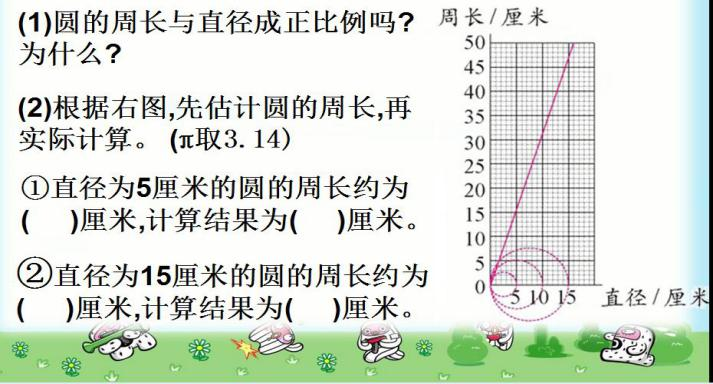 (1)圆的周长与直径成正比例吗?
为什么?
(2)根据右图,先估计圆的周长,再
实际计算。 (π取3.14)
①直径为5厘米的圆的周长约为
(    )厘米,计算结果为(    )厘米。
②直径为15厘米的圆的周长约为
(    )厘米,计算结果为(    )厘米。
周长/厘米
50
45
40
35
30
25
20
15
10
5
0
5 10 15
直径/厘米